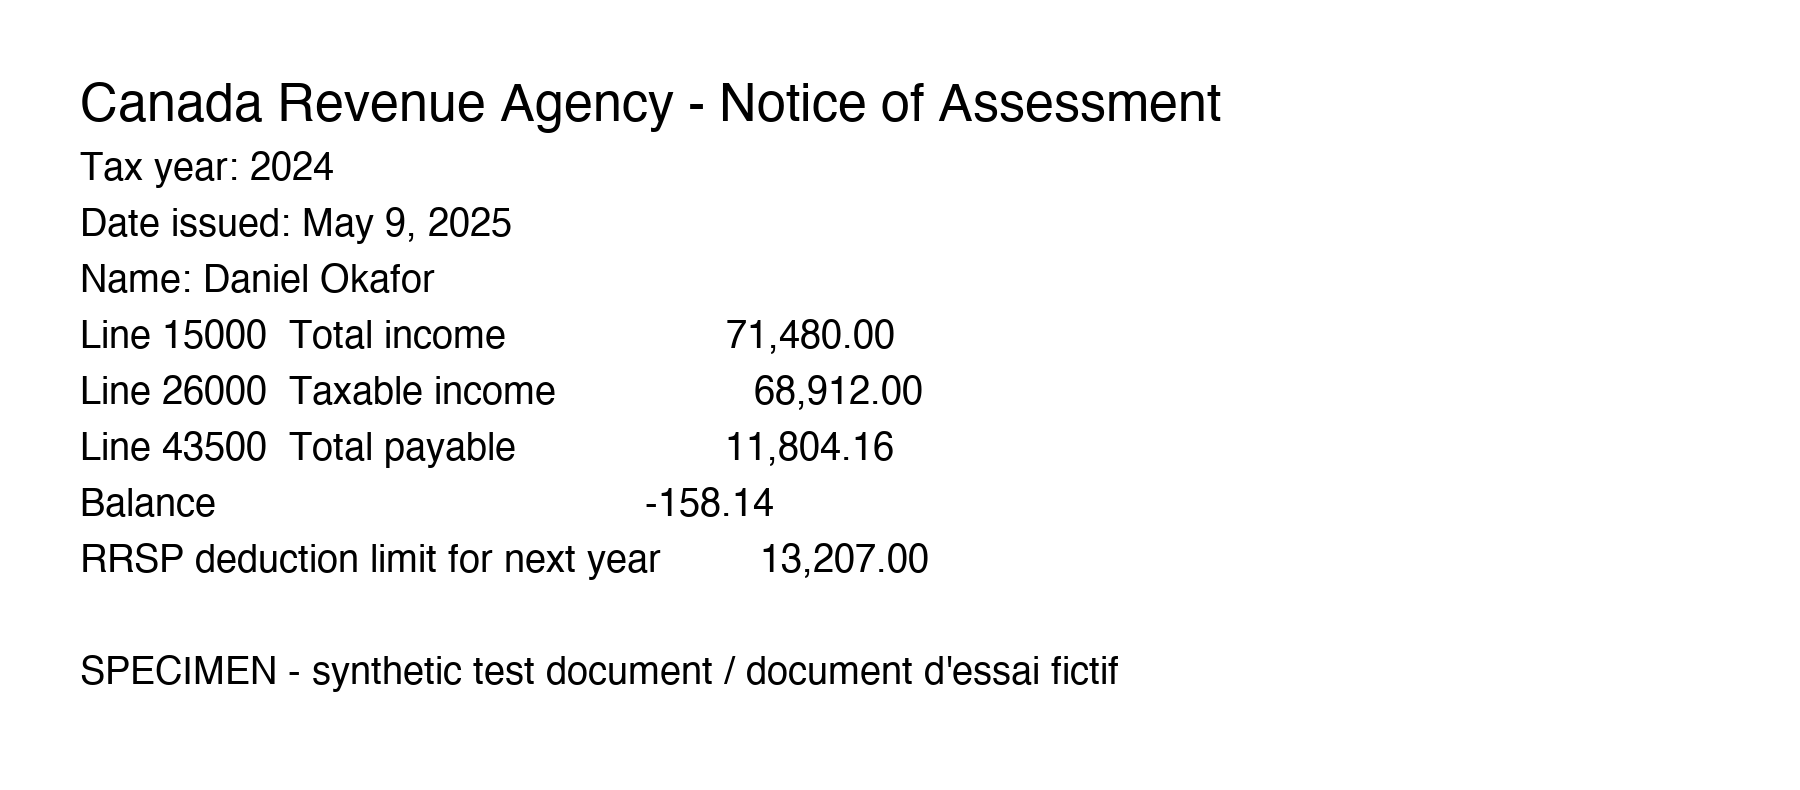 Canada Revenue Agency - Notice of Assessment
Tax year: 2024
Date issued: May 9, 2025
Name: Daniel Okafor
Line 15000  Total income  71,480.00
Line 26000  Taxable income  68,912.00
Line 43500  Total payable  11,804.16
Balance  -158.14
RRSP deduction limit for next year  13,207.00
SPECIMEN - synthetic test document / document d'essai fictif